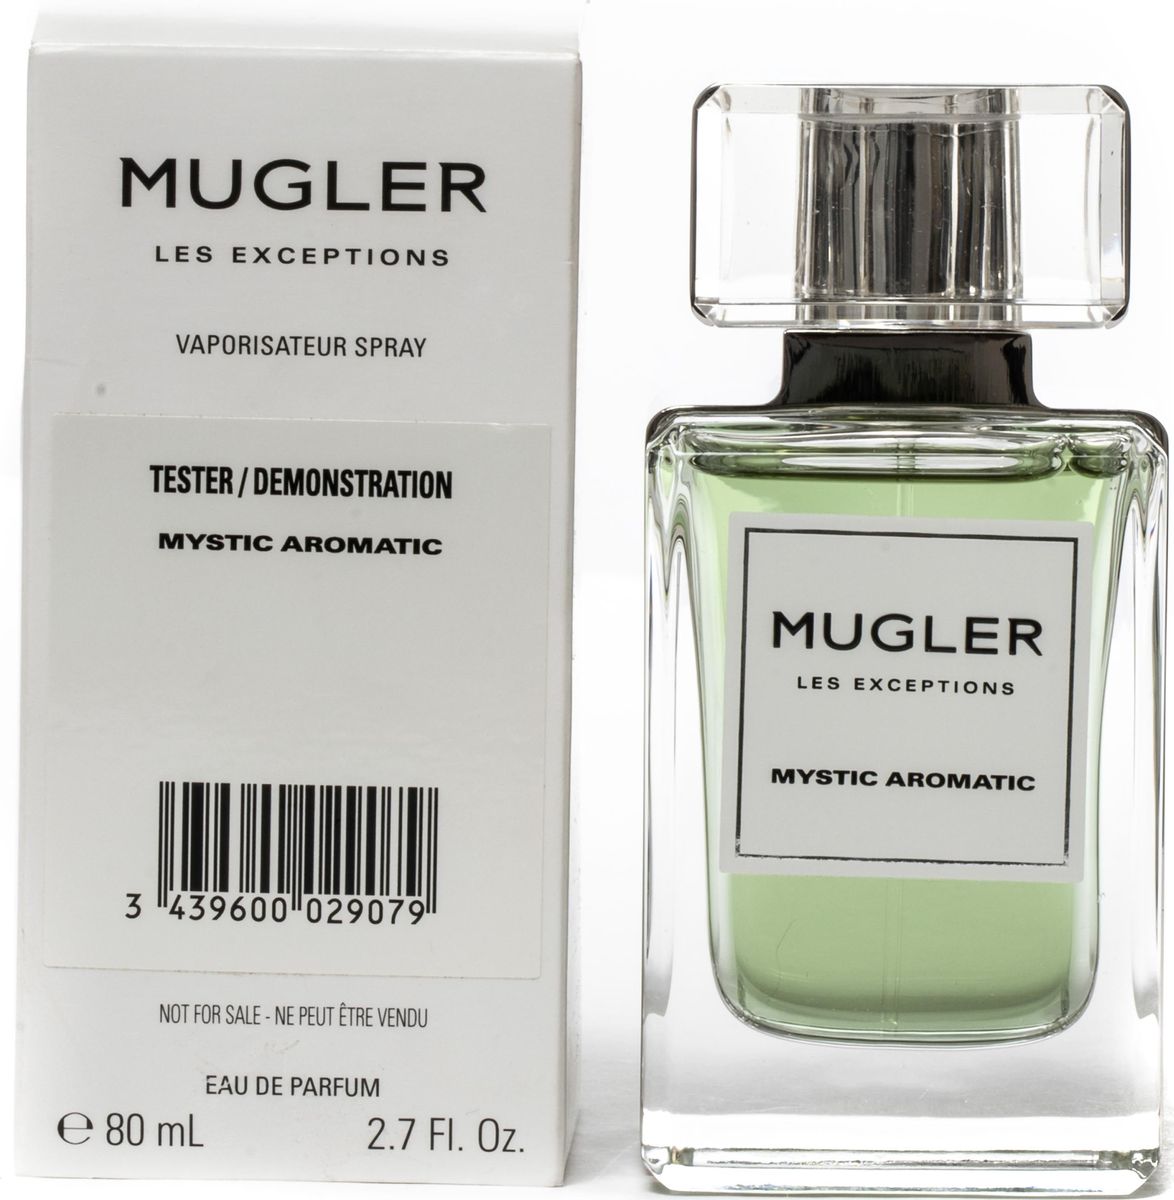 MUGLER
LES EXCEPTIONS
VAPORISATEUR SPRAY
TESTER / DEMONSTRATION
MYSTIC AROMATIC
3 439600 029079
NOT FOR SALE - NE PEUT ÊTRE VENDU
EAU DE PARFUM
℮ 80 mL 2.7 Fl. Oz.
MUGLER
LES EXCEPTIONS
MYSTIC AROMATIC